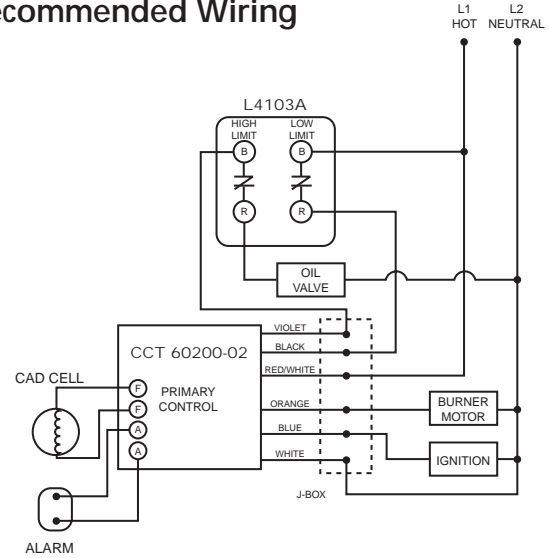 ecommended Wiring
L1
HOT
L2
NEUTRAL
L4103A
HIGH
LIMIT
LOW
LIMIT
B
B
R
R
OIL
VALVE
VIOLET
BLACK
RED/WHITE
ORANGE
BLUE
WHITE
CCT 60200-02
PRIMARY
CONTROL
CAD CELL
F
F
A
A
BURNER
MOTOR
IGNITION
J-BOX
ALARM